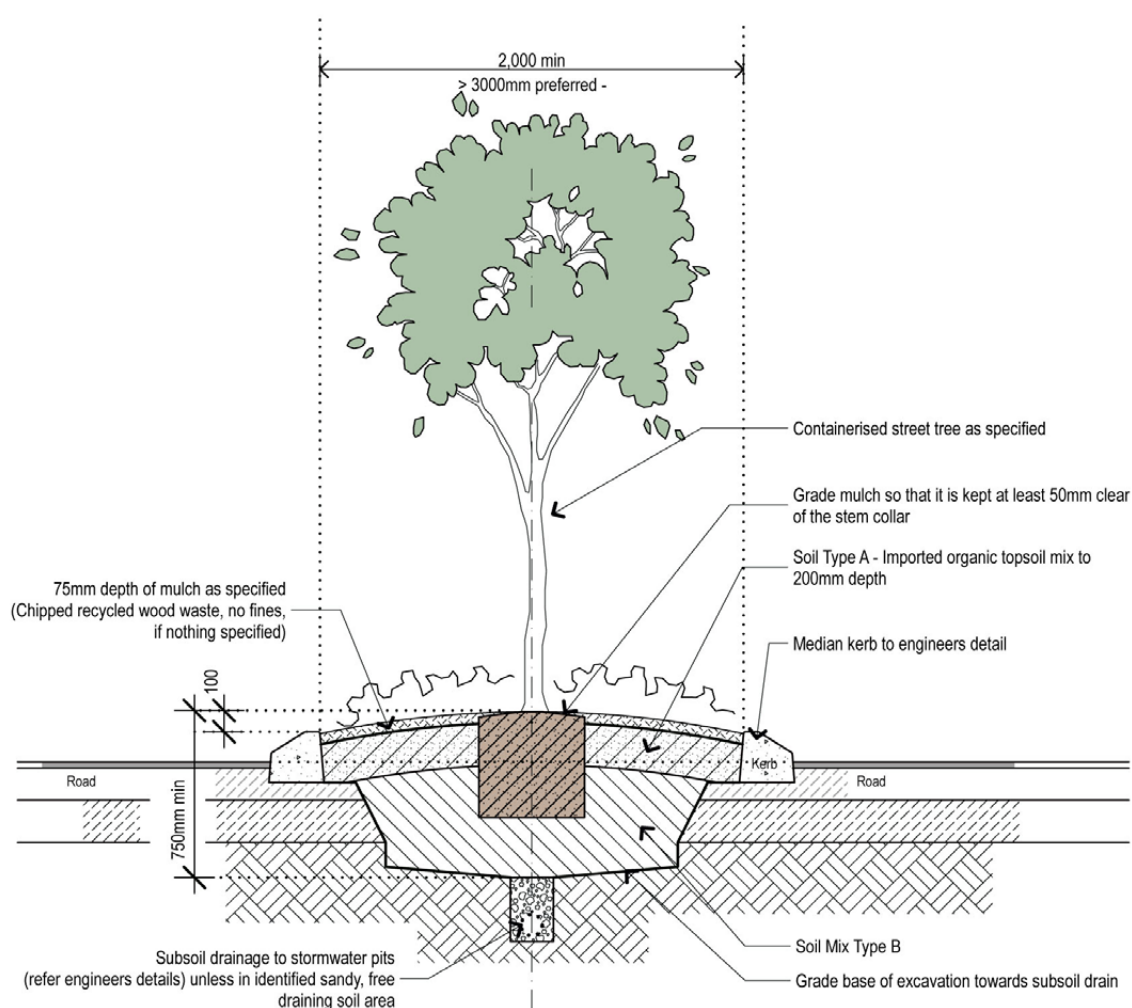 2,000 min
> 3000mm preferred -
Containerised street tree as specified
Grade mulch so that it is kept at least 50mm clear
of the stem collar
Soil Type A - Imported organic topsoil mix to
200mm depth
75mm depth of mulch as specified
(Chipped recycled wood waste, no fines,
if nothing specified)
Median kerb to engineers detail
100
Kerb
Road
Road
750mm min
Subsoil drainage to stormwater pits
(refer engineers details) unless in identified sandy, free
draining soil area
Soil Mix Type B
Grade base of excavation towards subsoil drain